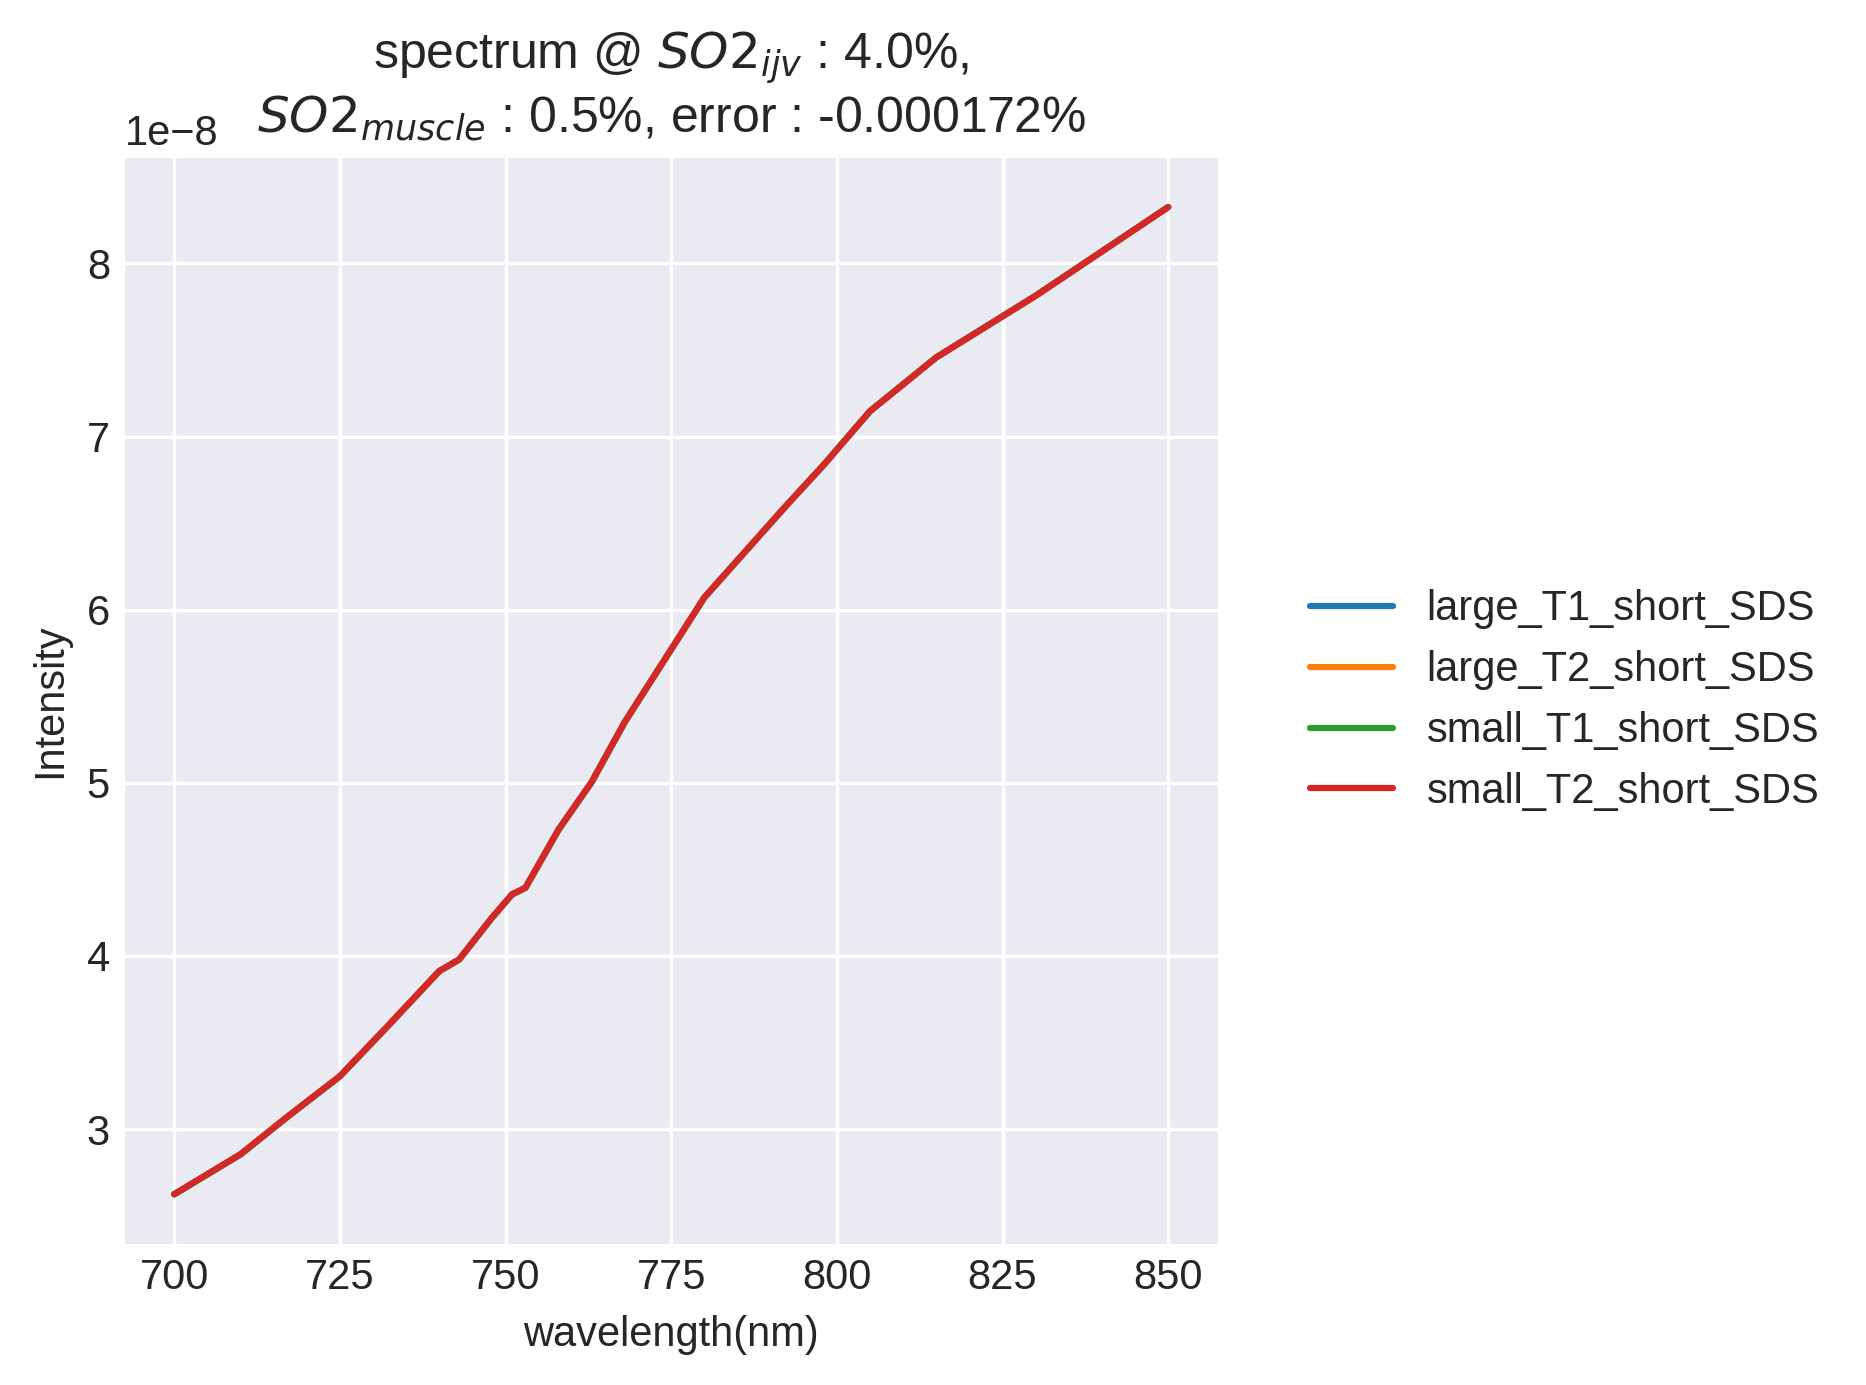 spectrum @ SO2ijv : 4.0%,
SO2muscle : 0.5%, error : -0.000172%
1e−8
8
7
6
5
4
3
Intensity
700 725 750 775 800 825 850
wavelength(nm)
large_T1_short_SDS
large_T2_short_SDS
small_T1_short_SDS
small_T2_short_SDS